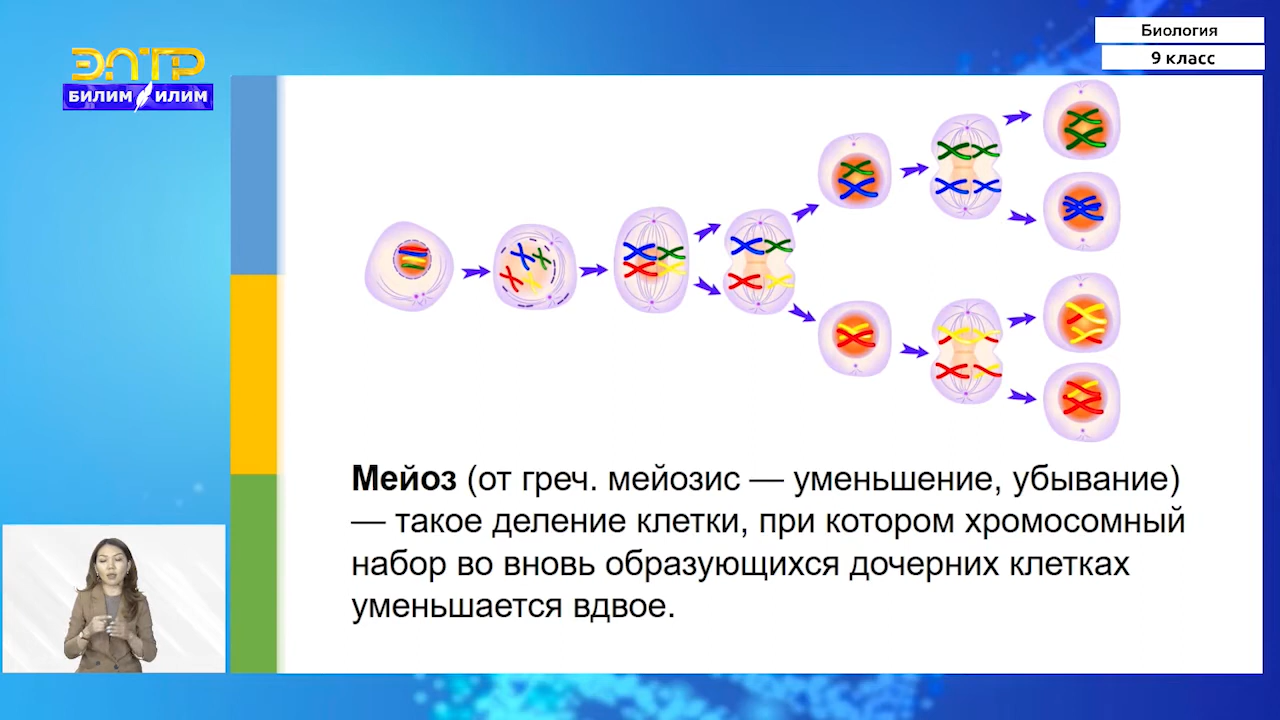 Биология
9 класс
ЭЛТР
БИЛИМ ИЛИМ
Мейоз (от греч. мейозис — уменьшение, убывание)
— такое деление клетки, при котором хромосомный
набор во вновь образующихся дочерних клетках
уменьшается вдвое.